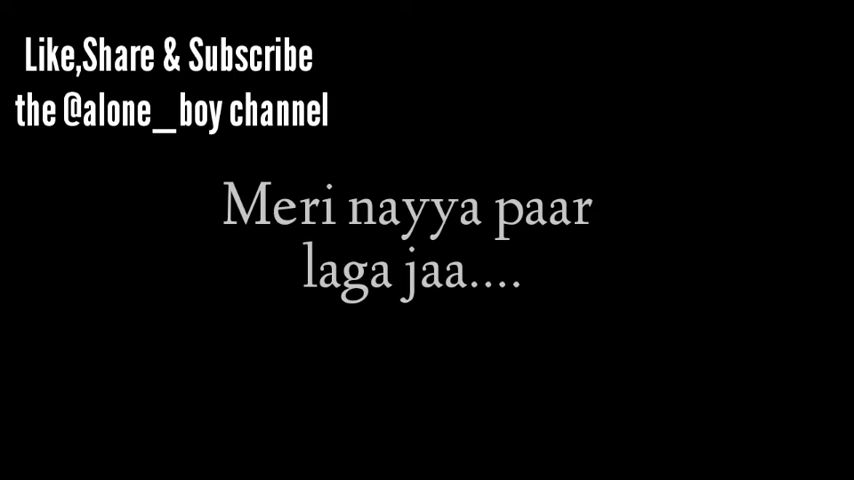 Like,Share & Subscribe
the @alone_boy channel
Meri nayya paar
laga jaa....